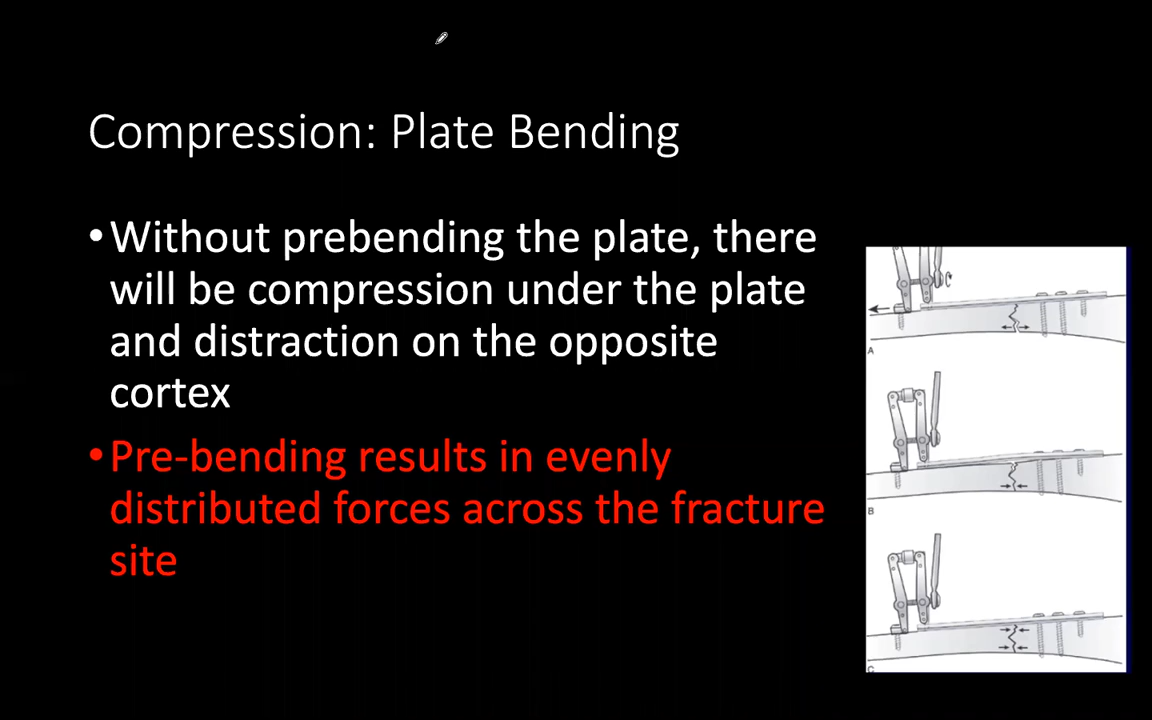 Compression: Plate Bending
•Without prebending the plate, there
will be compression under the plate
and distraction on the opposite
cortex
•Pre-bending results in evenly
distributed forces across the fracture
site
A
B
C